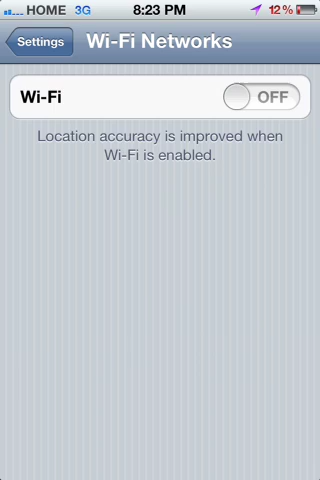 HOME 3G 8:23 PM 12%
Settings Wi-Fi Networks
Wi-Fi OFF
Location accuracy is improved when
Wi-Fi is enabled.